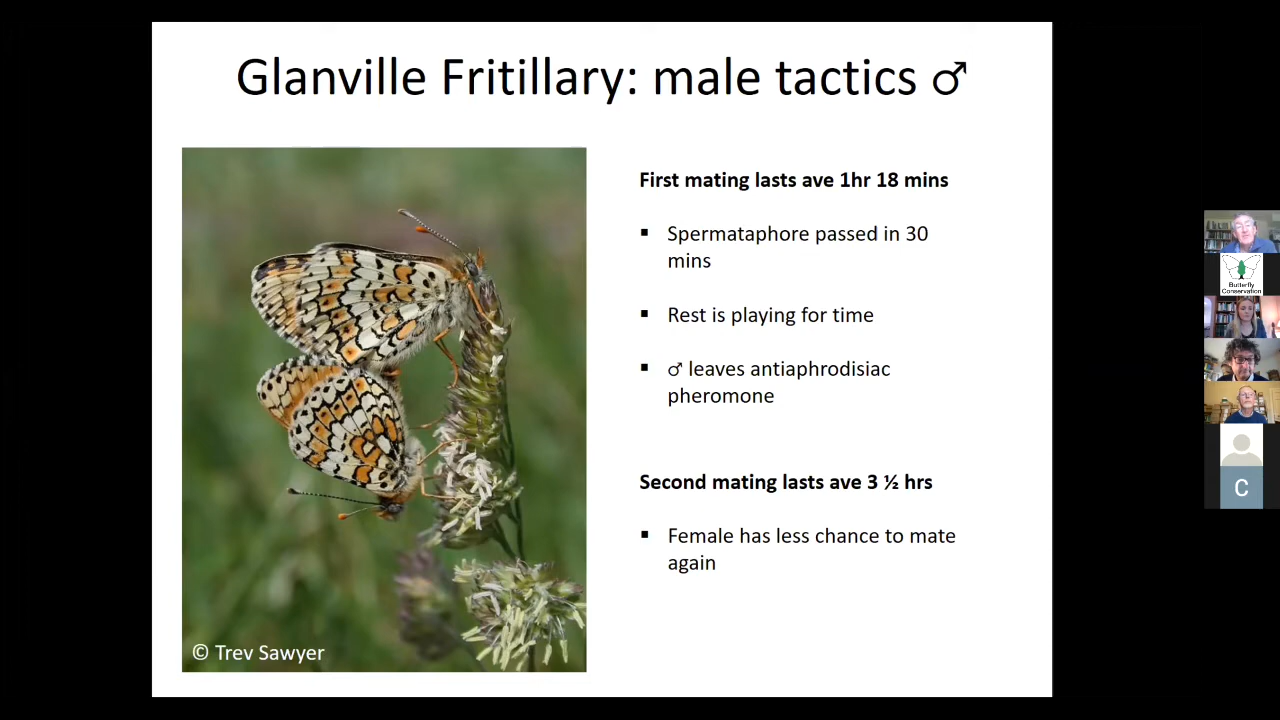 Glanville Fritillary: male tactics ♂
First mating lasts ave 1hr 18 mins
▪ Spermataphore passed in 30
mins
▪ Rest is playing for time
▪ ♂ leaves antiaphrodisiac
pheromone
Second mating lasts ave 3 ½ hrs
▪ Female has less chance to mate
again
© Trev Sawyer
Butterfly
Conservation
C